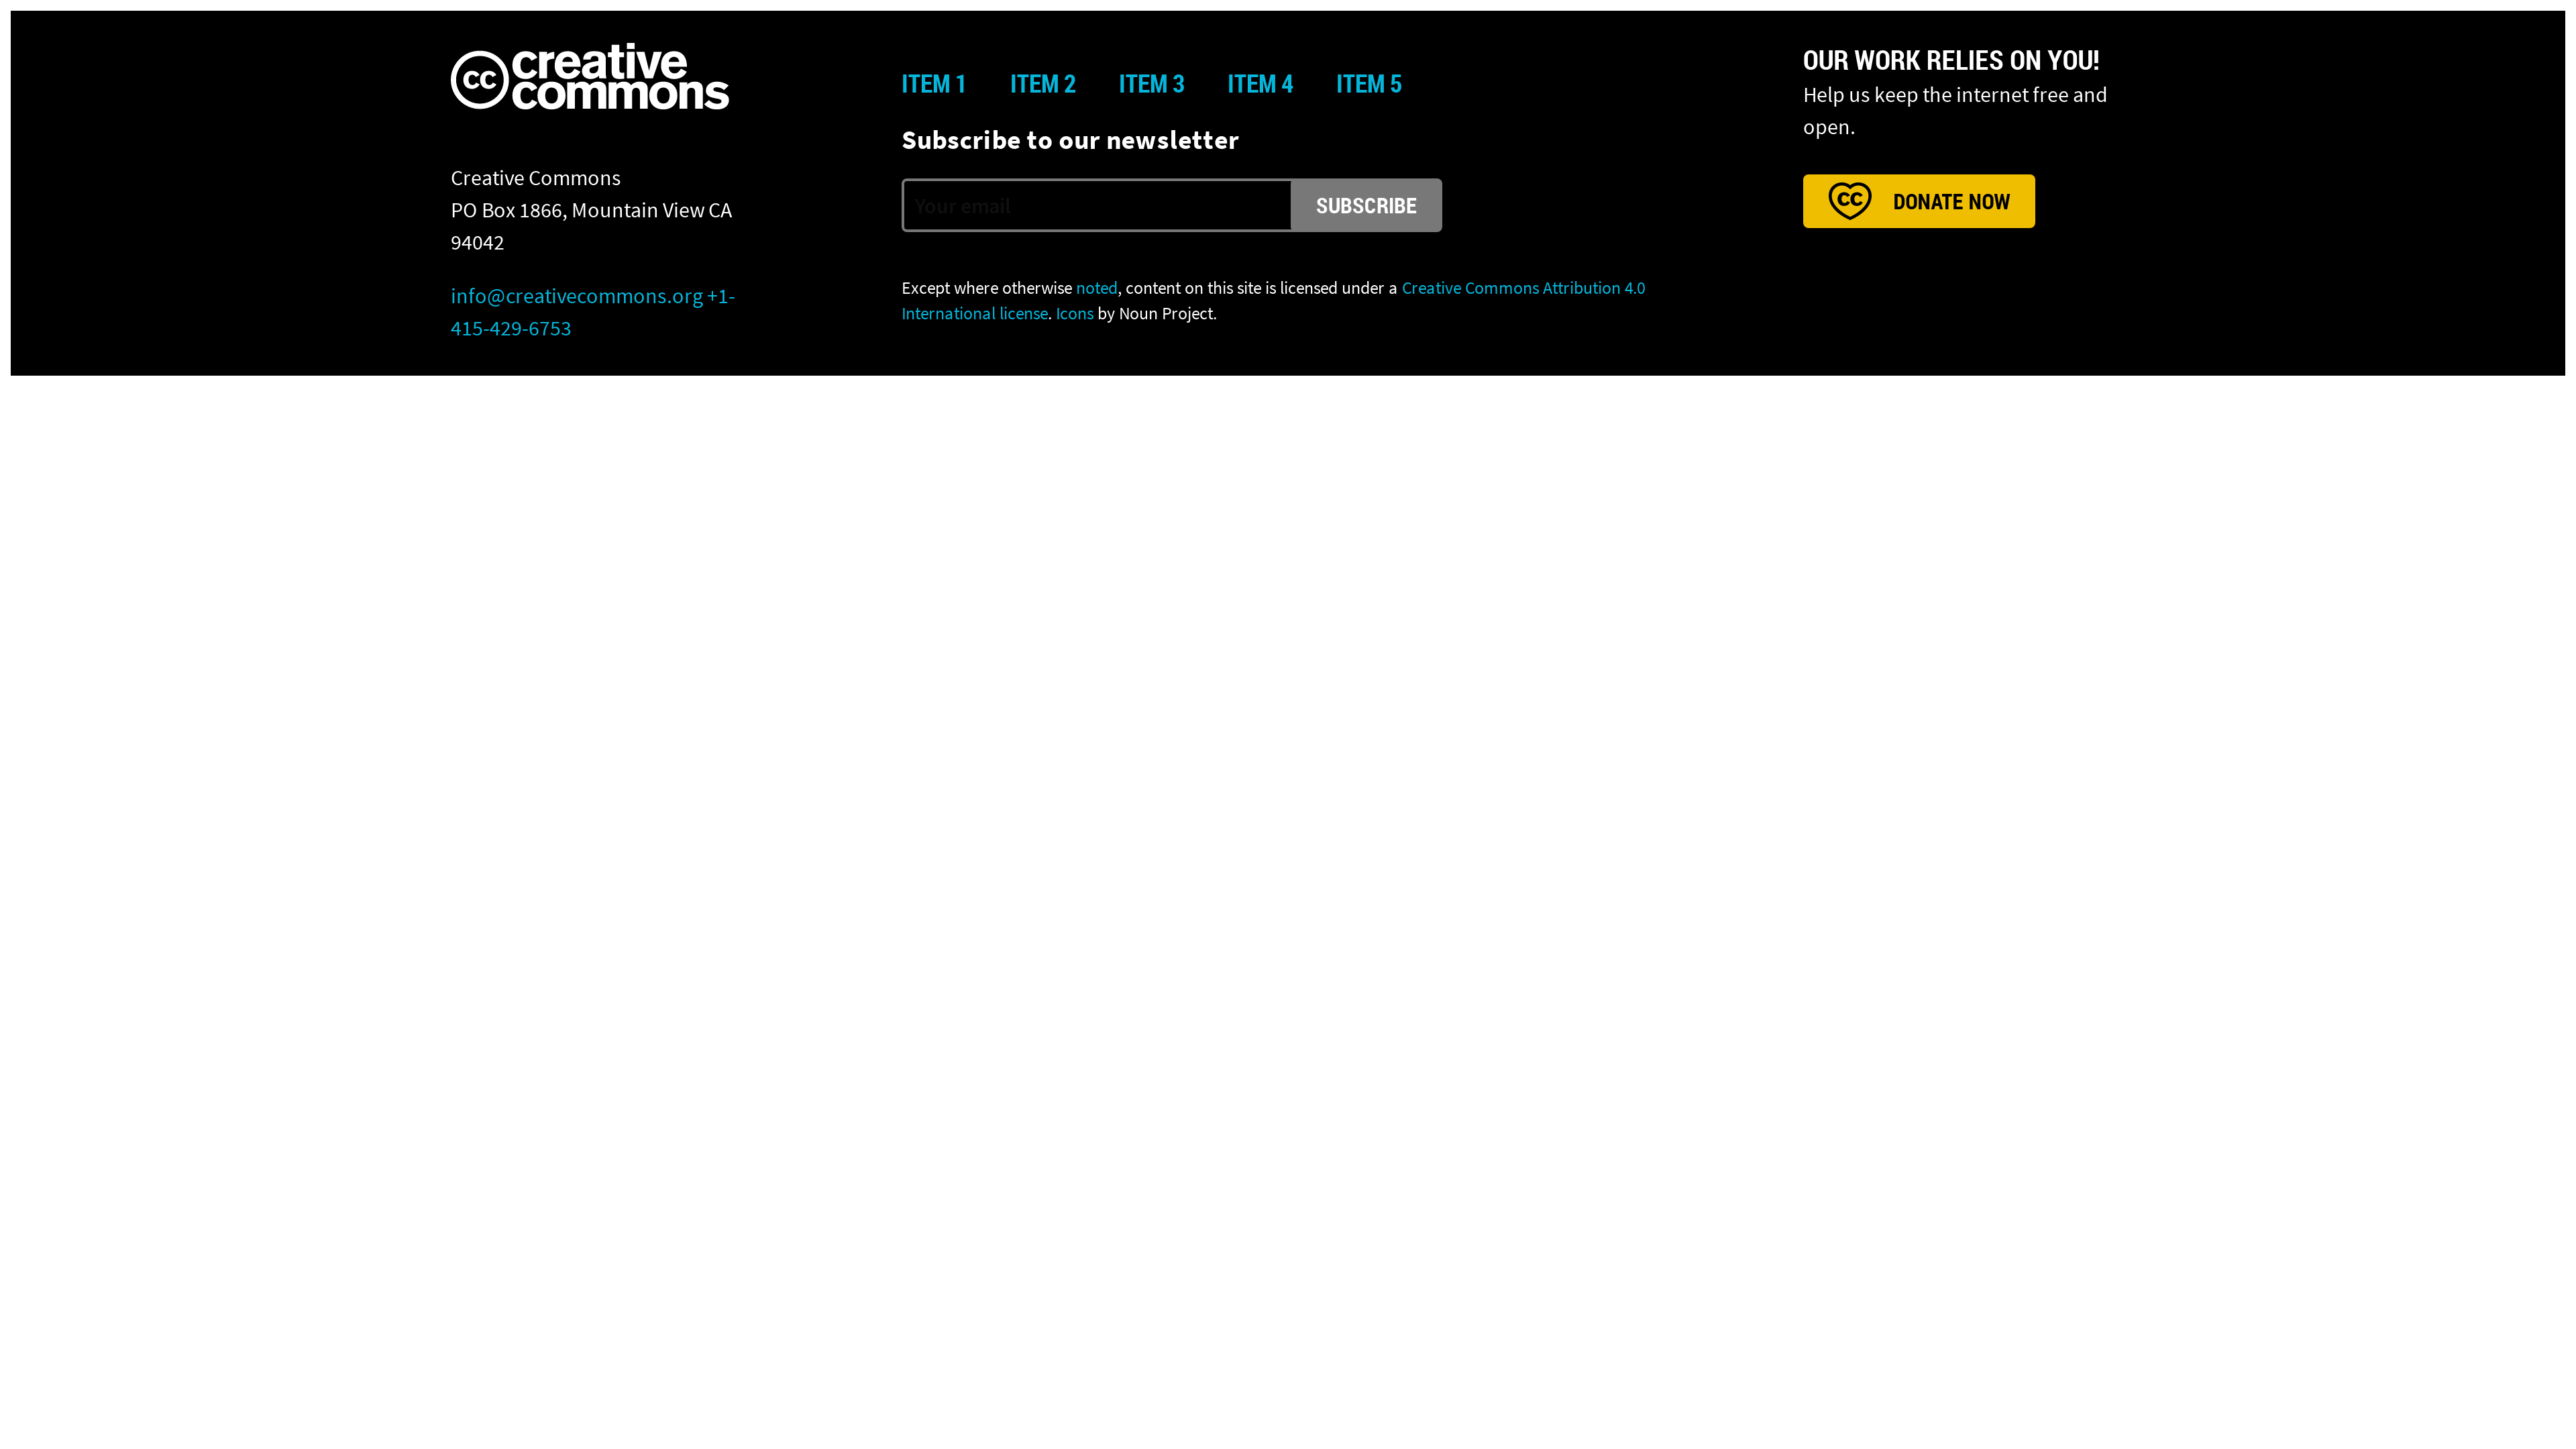 cc creative
commons
Creative Commons
PO Box 1866, Mountain View CA
94042
info@creativecommons.org +1-
415-429-6753
ITEM 1 ITEM 2 ITEM 3 ITEM 4 ITEM 5
Subscribe to our newsletter
Your email SUBSCRIBE
Except where otherwise noted, content on this site is licensed under a Creative Commons Attribution 4.0
International license. Icons by Noun Project.
OUR WORK RELIES ON YOU!
Help us keep the internet free and
open.
CC DONATE NOW